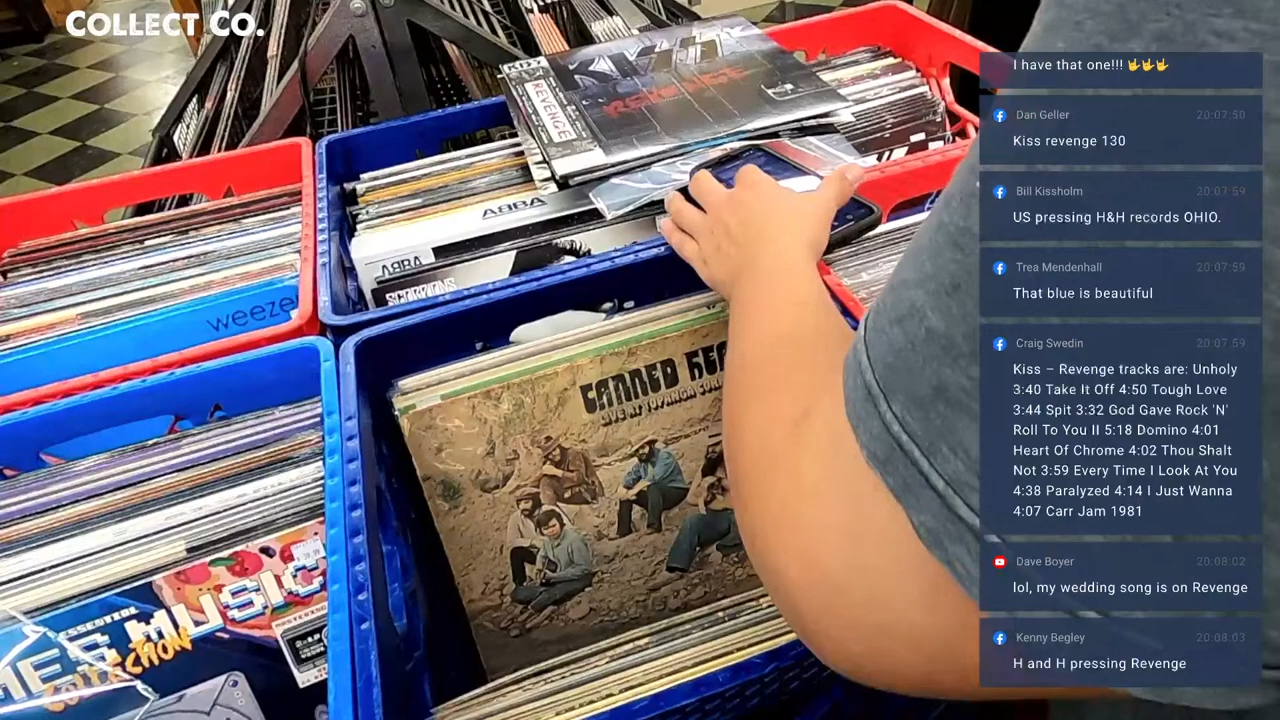 COLLECT CO.
KISS
REVENGE
REVENGE
ABBA
ABBA
SCORPIONS
weezer
CANNED HEA
LIVE AT TOPANGA COR
ESSENTIAL
MES MUSIC
COLLECTION
I have that one!!! 🤟🤟🤟
Dan Geller 20:07:50
Kiss revenge 130
Bill Kissholm 20:07:59
US pressing H&H records OHIO.
Trea Mendenhall 20:07:59
That blue is beautiful
Craig Swedin 20:07:59
Kiss – Revenge tracks are: Unholy
3:40 Take It Off 4:50 Tough Love
3:44 Spit 3:32 God Gave Rock 'N'
Roll To You II 5:18 Domino 4:01
Heart Of Chrome 4:02 Thou Shalt
Not 3:59 Every Time I Look At You
4:38 Paralyzed 4:14 I Just Wanna
4:07 Carr Jam 1981
Dave Boyer 20:08:02
lol, my wedding song is on Revenge
Kenny Begley 20:08:03
H and H pressing Revenge